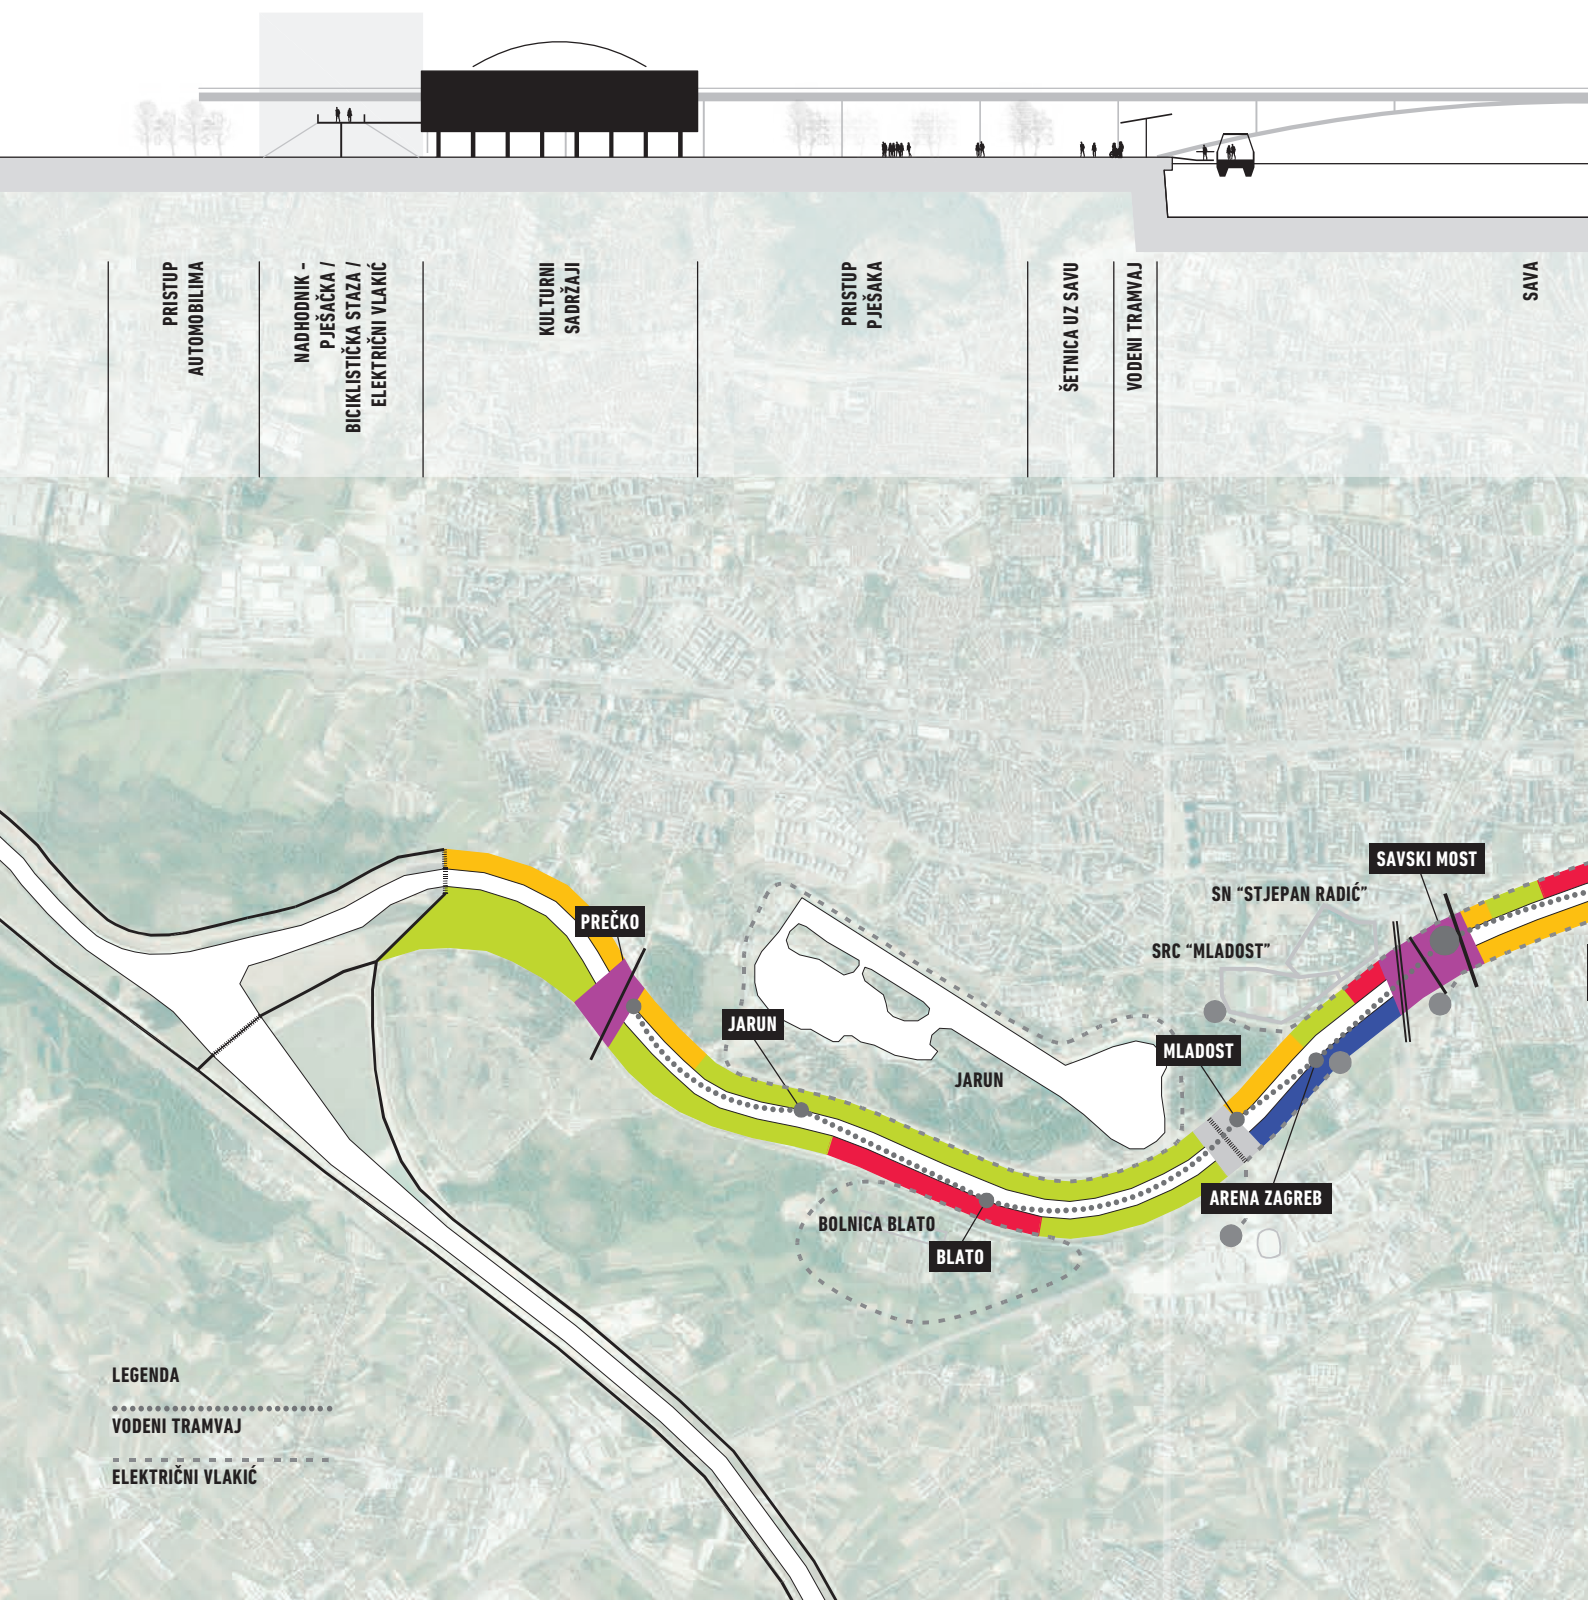 PRISTUP
AUTOMOBILIMA
NADHODNIK -
PJEŠAČKA /
BICIKLISTIČKA STAZA /
ELEKTRIČNI VLAKIĆ
KULTURNI
SADRŽAJI
PRISTUP
PJEŠAKA
ŠETNICA UZ SAVU
VODENI TRAMVAJ
SAVA
SAVSKI MOST
SN “STJEPAN RADIĆ”
PREČKO
SRC “MLADOST”
JARUN
MLADOST
JARUN
ARENA ZAGREB
BOLNICA BLATO
BLATO
LEGENDA
VODENI TRAMVAJ
ELEKTRIČNI VLAKIĆ